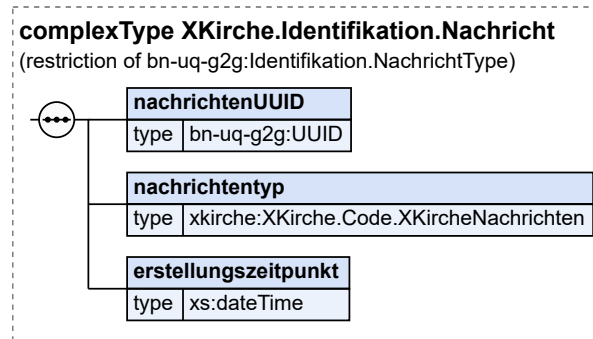 complexType XKirche.Identifikation.Nachricht
(restriction of bn-uq-g2g:Identifikation.NachrichtType)
nachrichtenUUID
type bn-uq-g2g:UUID
nachrichtentyp
type xkirche:XKirche.Code.XKircheNachrichten
erstellungszeitpunkt
type xs:dateTime